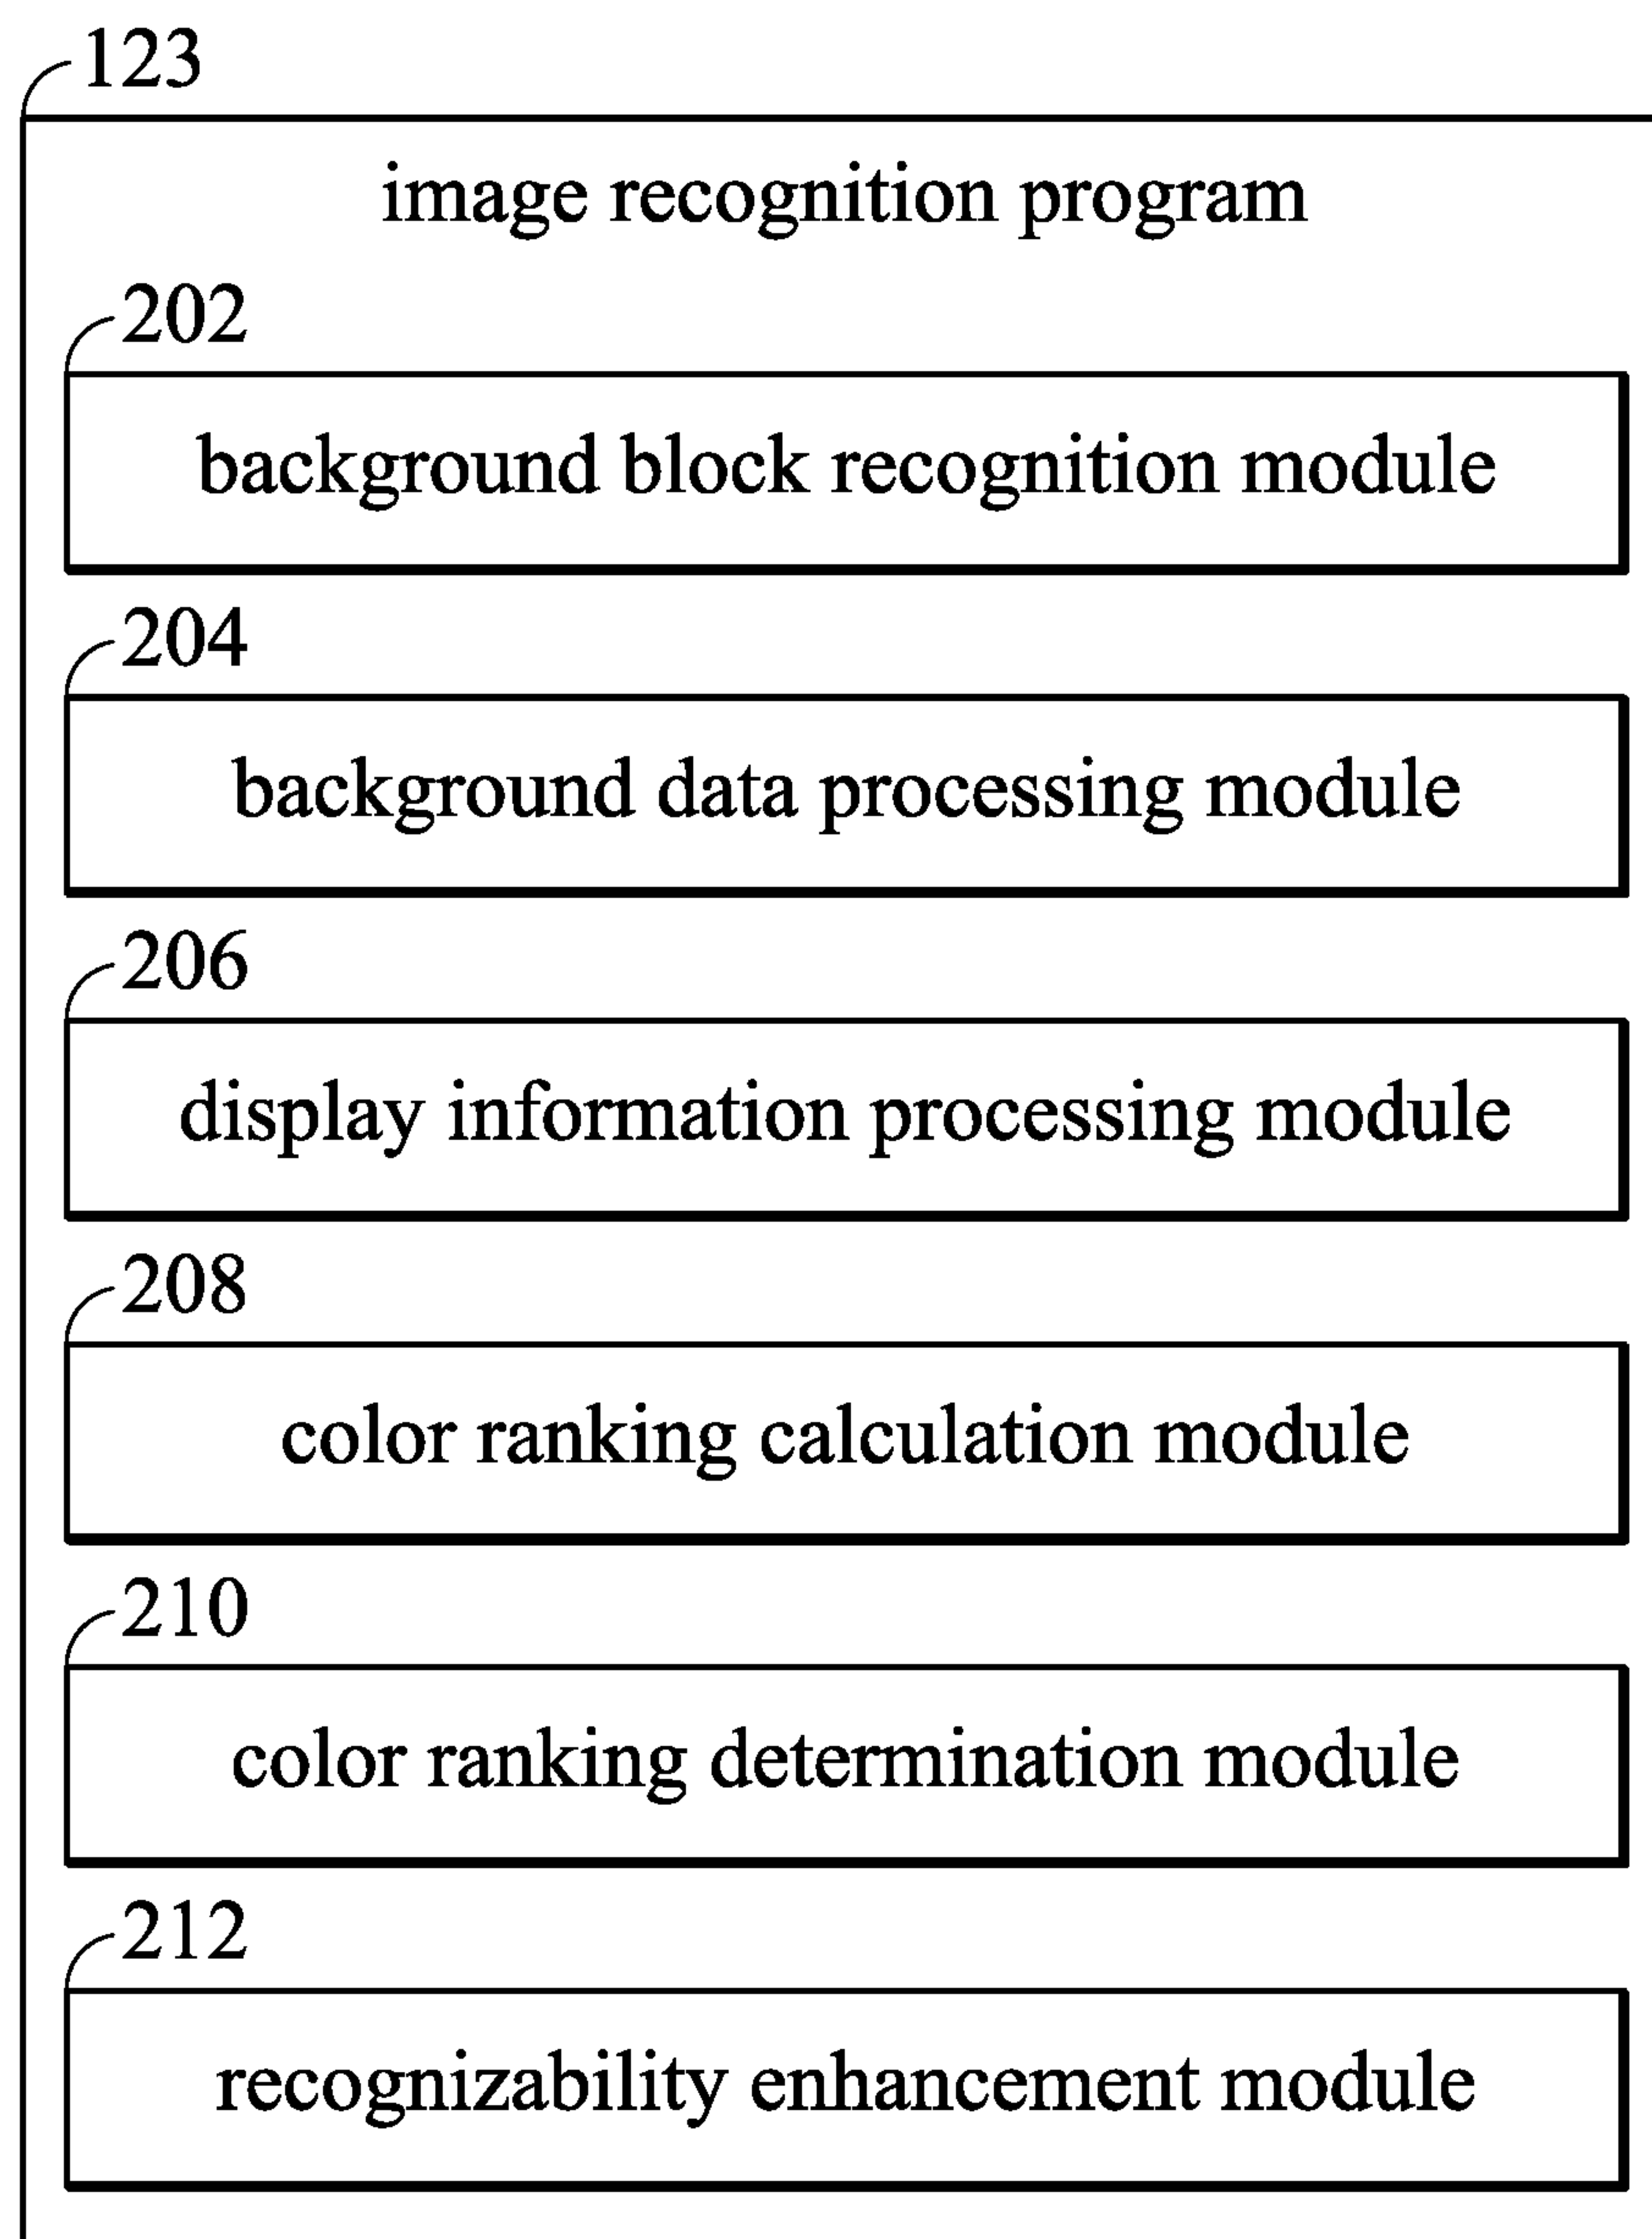 123
image recognition program
202
background block recognition module
204
background data processing module
206
display information processing module
208
color ranking calculation module
210
color ranking determination module
212
recognizability enhancement module